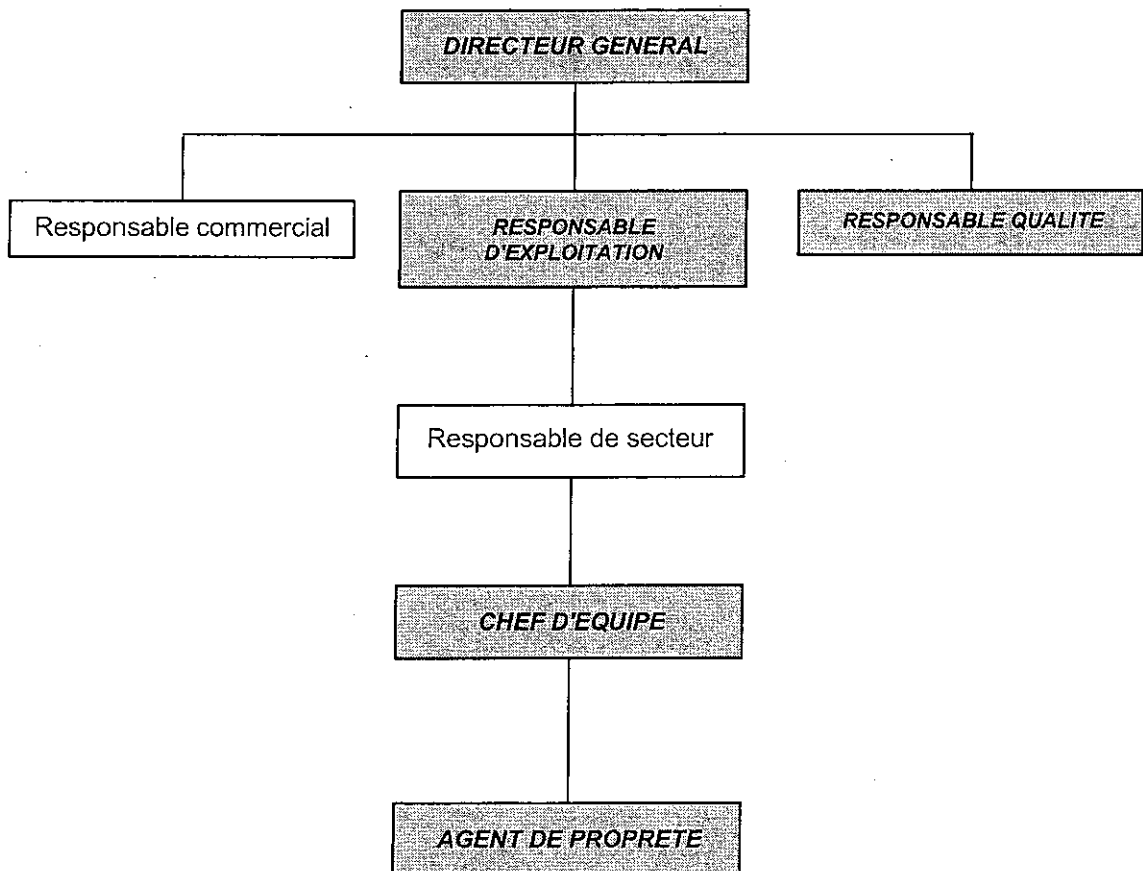 DIRECTEUR GENERAL
Responsable commercial
RESPONSABLE
D'EXPLOITATION
RESPONSABLE QUALITE
Responsable de secteur
CHEF D'EQUIPE
AGENT DE PROPRETE